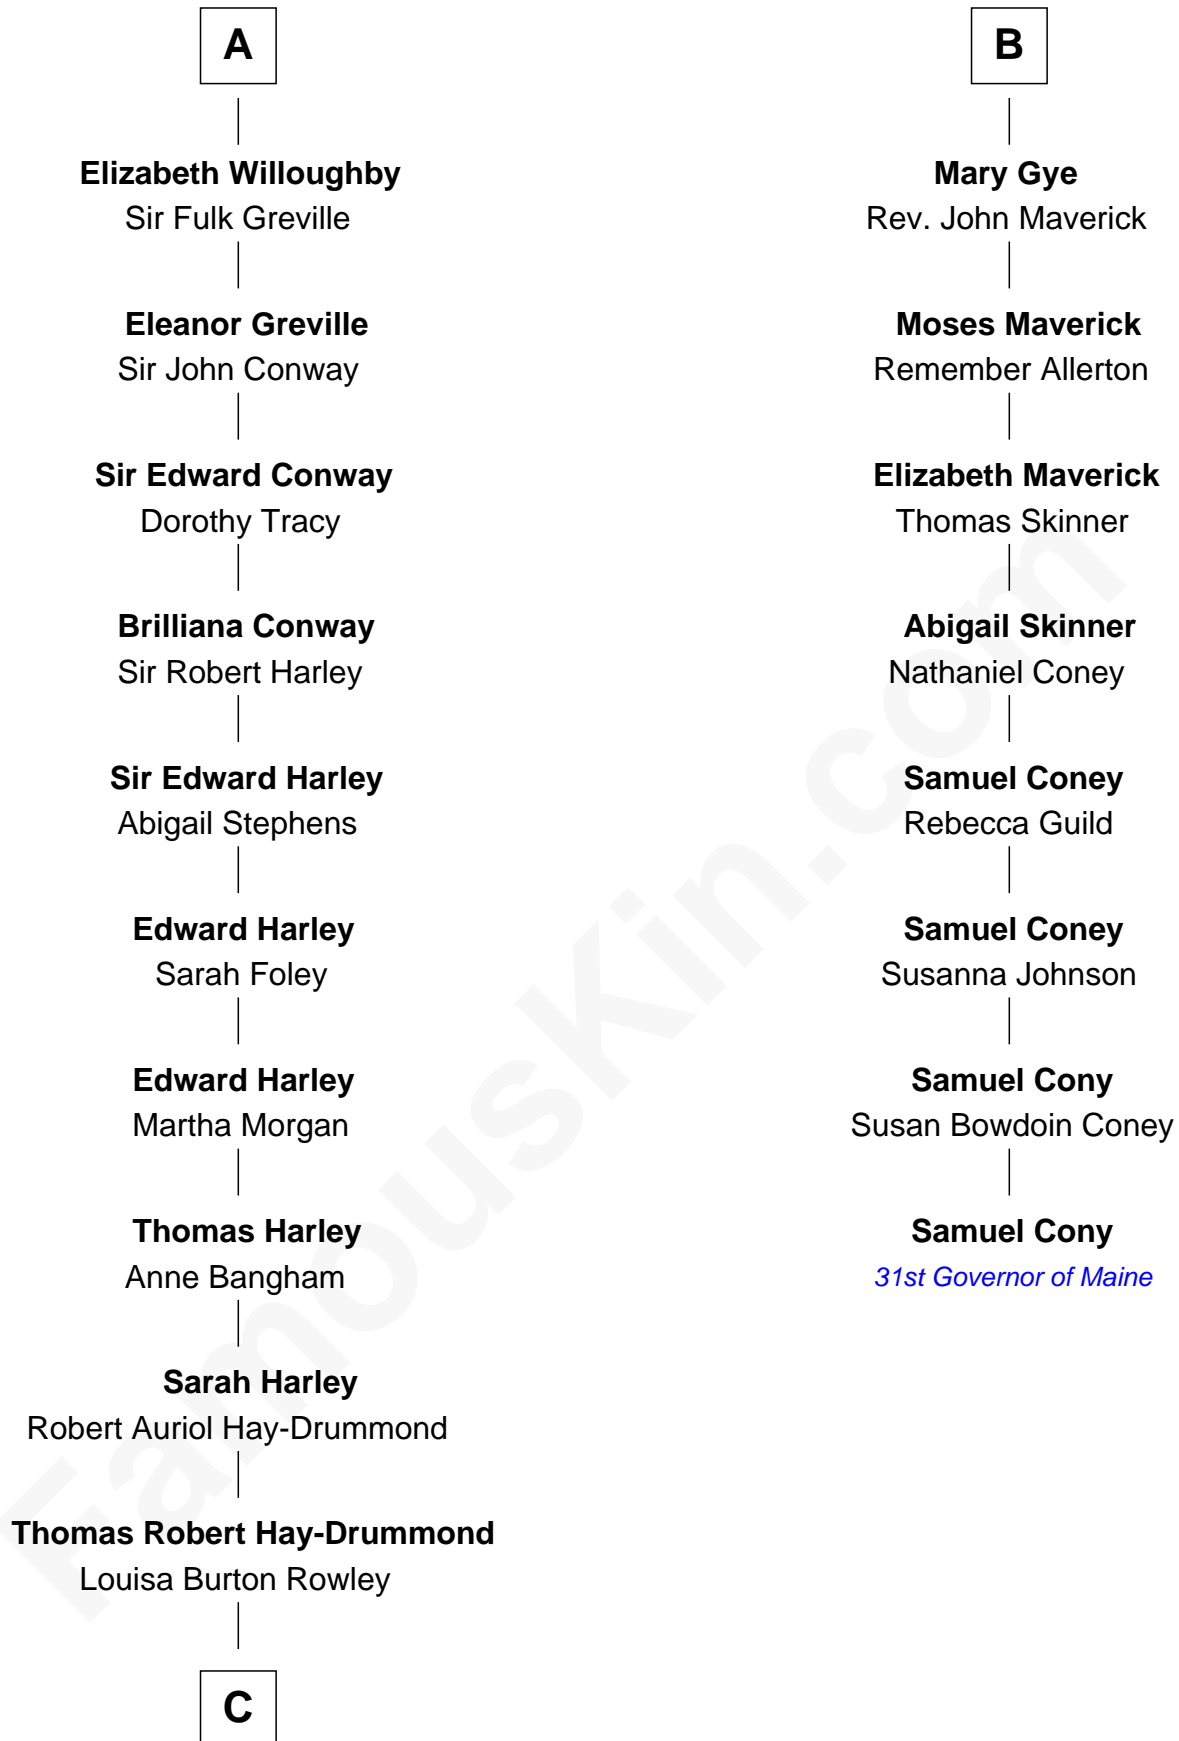 A
Elizabeth Willoughby
Sir Fulk Greville
Eleanor Greville
Sir John Conway
Sir Edward Conway
Dorothy Tracy
Brilliana Conway
Sir Robert Harley
Sir Edward Harley
Abigail Stephens
Edward Harley
Sarah Foley
Edward Harley
Martha Morgan
Thomas Harley
Anne Bangham
Sarah Harley
Robert Auriol Hay-Drummond
Thomas Robert Hay-Drummond
Louisa Burton Rowley
C
B
Mary Gye
Rev. John Maverick
Moses Maverick
Remember Allerton
Elizabeth Maverick
Thomas Skinner
Abigail Skinner
Nathaniel Coney
Samuel Coney
Rebecca Guild
Samuel Coney
Susanna Johnson
Samuel Cony
Susan Bowdoin Coney
Samuel Cony
31st Governor of Maine
FamousKin.com